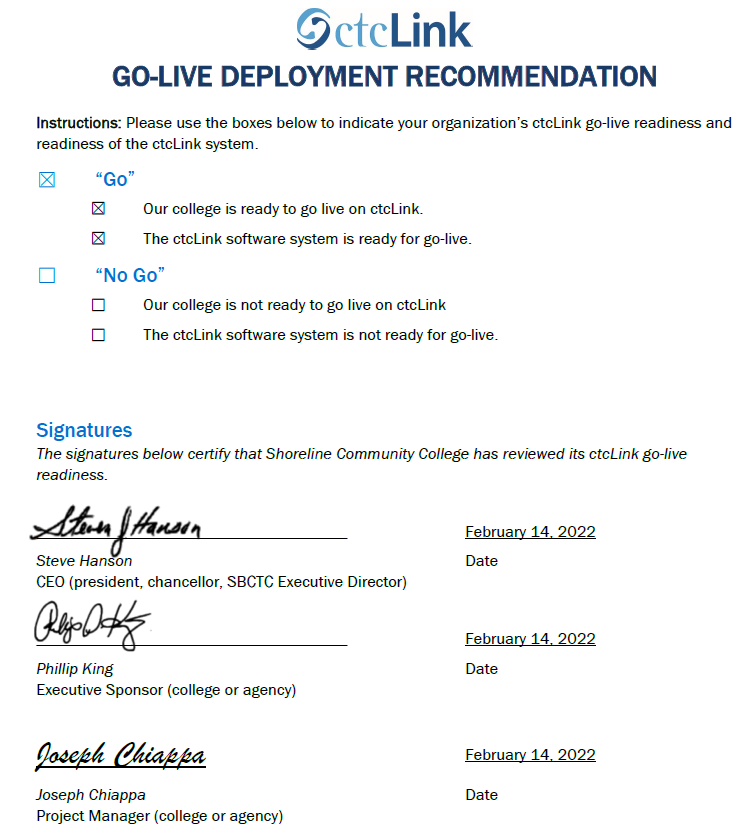 ctcLink
GO-LIVE DEPLOYMENT RECOMMENDATION
Instructions: Please use the boxes below to indicate your organization's ctcLink go-live readiness and
readiness of the ctcLink system.
☒ “Go”
☒ Our college is ready to go live on ctcLink.
☒ The ctcLink software system is ready for go-live.
☐ “No Go”
☐ Our college is not ready to go live on ctcLink
☐ The ctcLink software system is not ready for go-live.
Signatures
The signatures below certify that Shoreline Community College has reviewed its ctcLink go-live
readiness.
Steven J Hanson February 14, 2022
Steve Hanson Date
CEO (president, chancellor, SBCTC Executive Director)
February 14, 2022
Phillip King Date
Executive Sponsor (college or agency)
Joseph Chiappa February 14, 2022
Joseph Chiappa Date
Project Manager (college or agency)